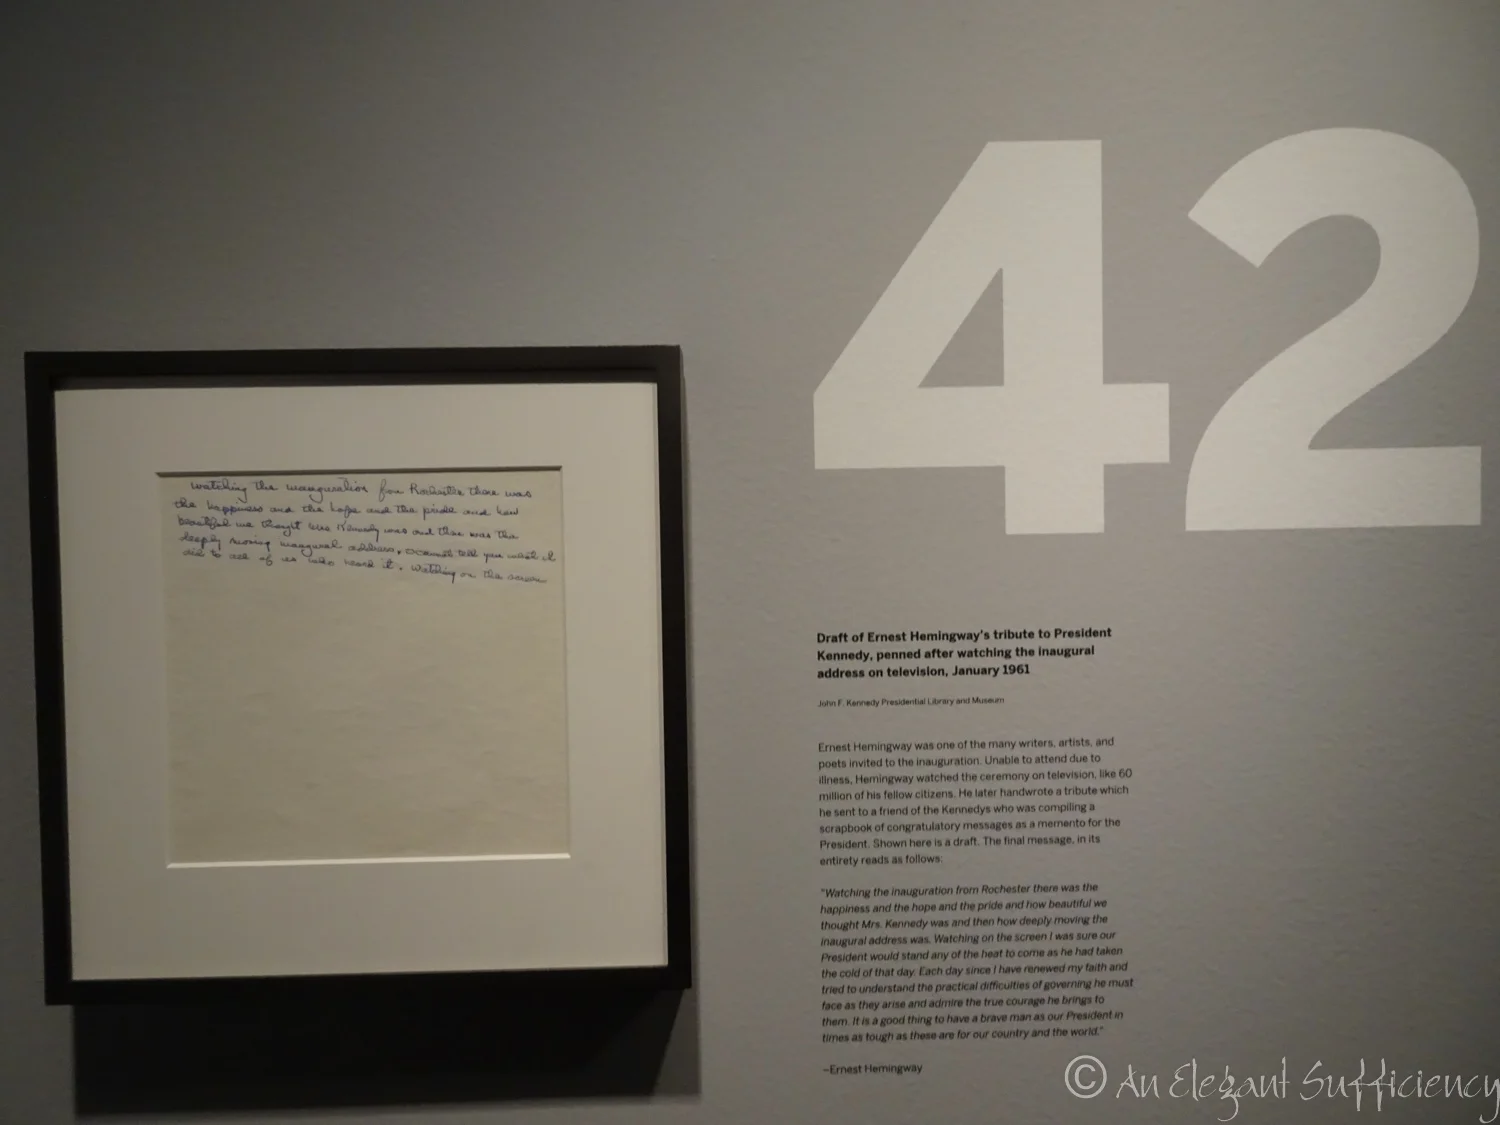 watching the inauguration from Rochester there was
the happiness and the hope and the pride and how
beautiful we thought Mrs Kennedy was and there was the
deeply moving inaugural address. I cannot tell you what it
did to all of us who heard it. Watching on the screen
42
Draft of Ernest Hemingway's tribute to President
Kennedy, penned after watching the inaugural
address on television, January 1961
John F. Kennedy Presidential Library and Museum
Ernest Hemingway was one of the many writers, artists, and
poets invited to the inauguration. Unable to attend due to
illness, Hemingway watched the ceremony on television, like 60
million of his fellow citizens. He later handwrote a tribute which
he sent to a friend of the Kennedys who was compiling a
scrapbook of congratulatory messages as a memento for the
President. Shown here is a draft. The final message, in its
entirety reads as follows:
"Watching the inauguration from Rochester there was the
happiness and the hope and the pride and how beautiful we
thought Mrs. Kennedy was and then how deeply moving the
inaugural address was. Watching on the screen I was sure our
President would stand any of the heat to come as he had taken
the cold of that day. Each day since I have renewed my faith and
tried to understand the practical difficulties of governing he must
face as they arise and admire the true courage he brings to
them. It is a good thing to have a brave man as our President in
times as tough as these are for our country and the world."
–Ernest Hemingway
© An Elegant Sufficiency